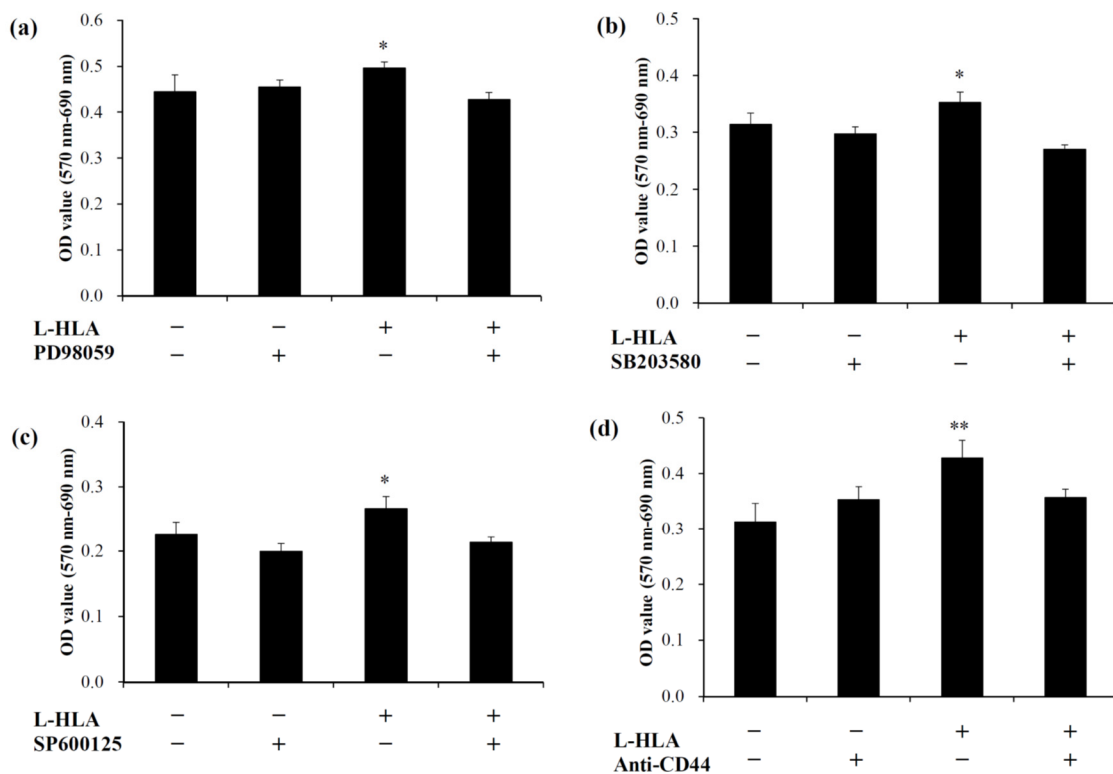 (a)
OD value (570 nm-690 nm)
0.6
0.5
0.4
0.3
0.2
0.1
0.0
*
L-HLA − − + +
PD98059 − + − +
(b)
OD value (570 nm-690 nm)
0.5
0.4
0.3
0.2
0.1
0.0
*
L-HLA − − + +
SB203580 − + − +
(c)
OD value (570 nm-690 nm)
0.4
0.3
0.2
0.1
0.0
*
L-HLA − − + +
SP600125 − + − +
(d)
OD value (570 nm-690 nm)
0.5
0.4
0.3
0.2
0.1
0.0
**
L-HLA − − + +
Anti-CD44 − + − +